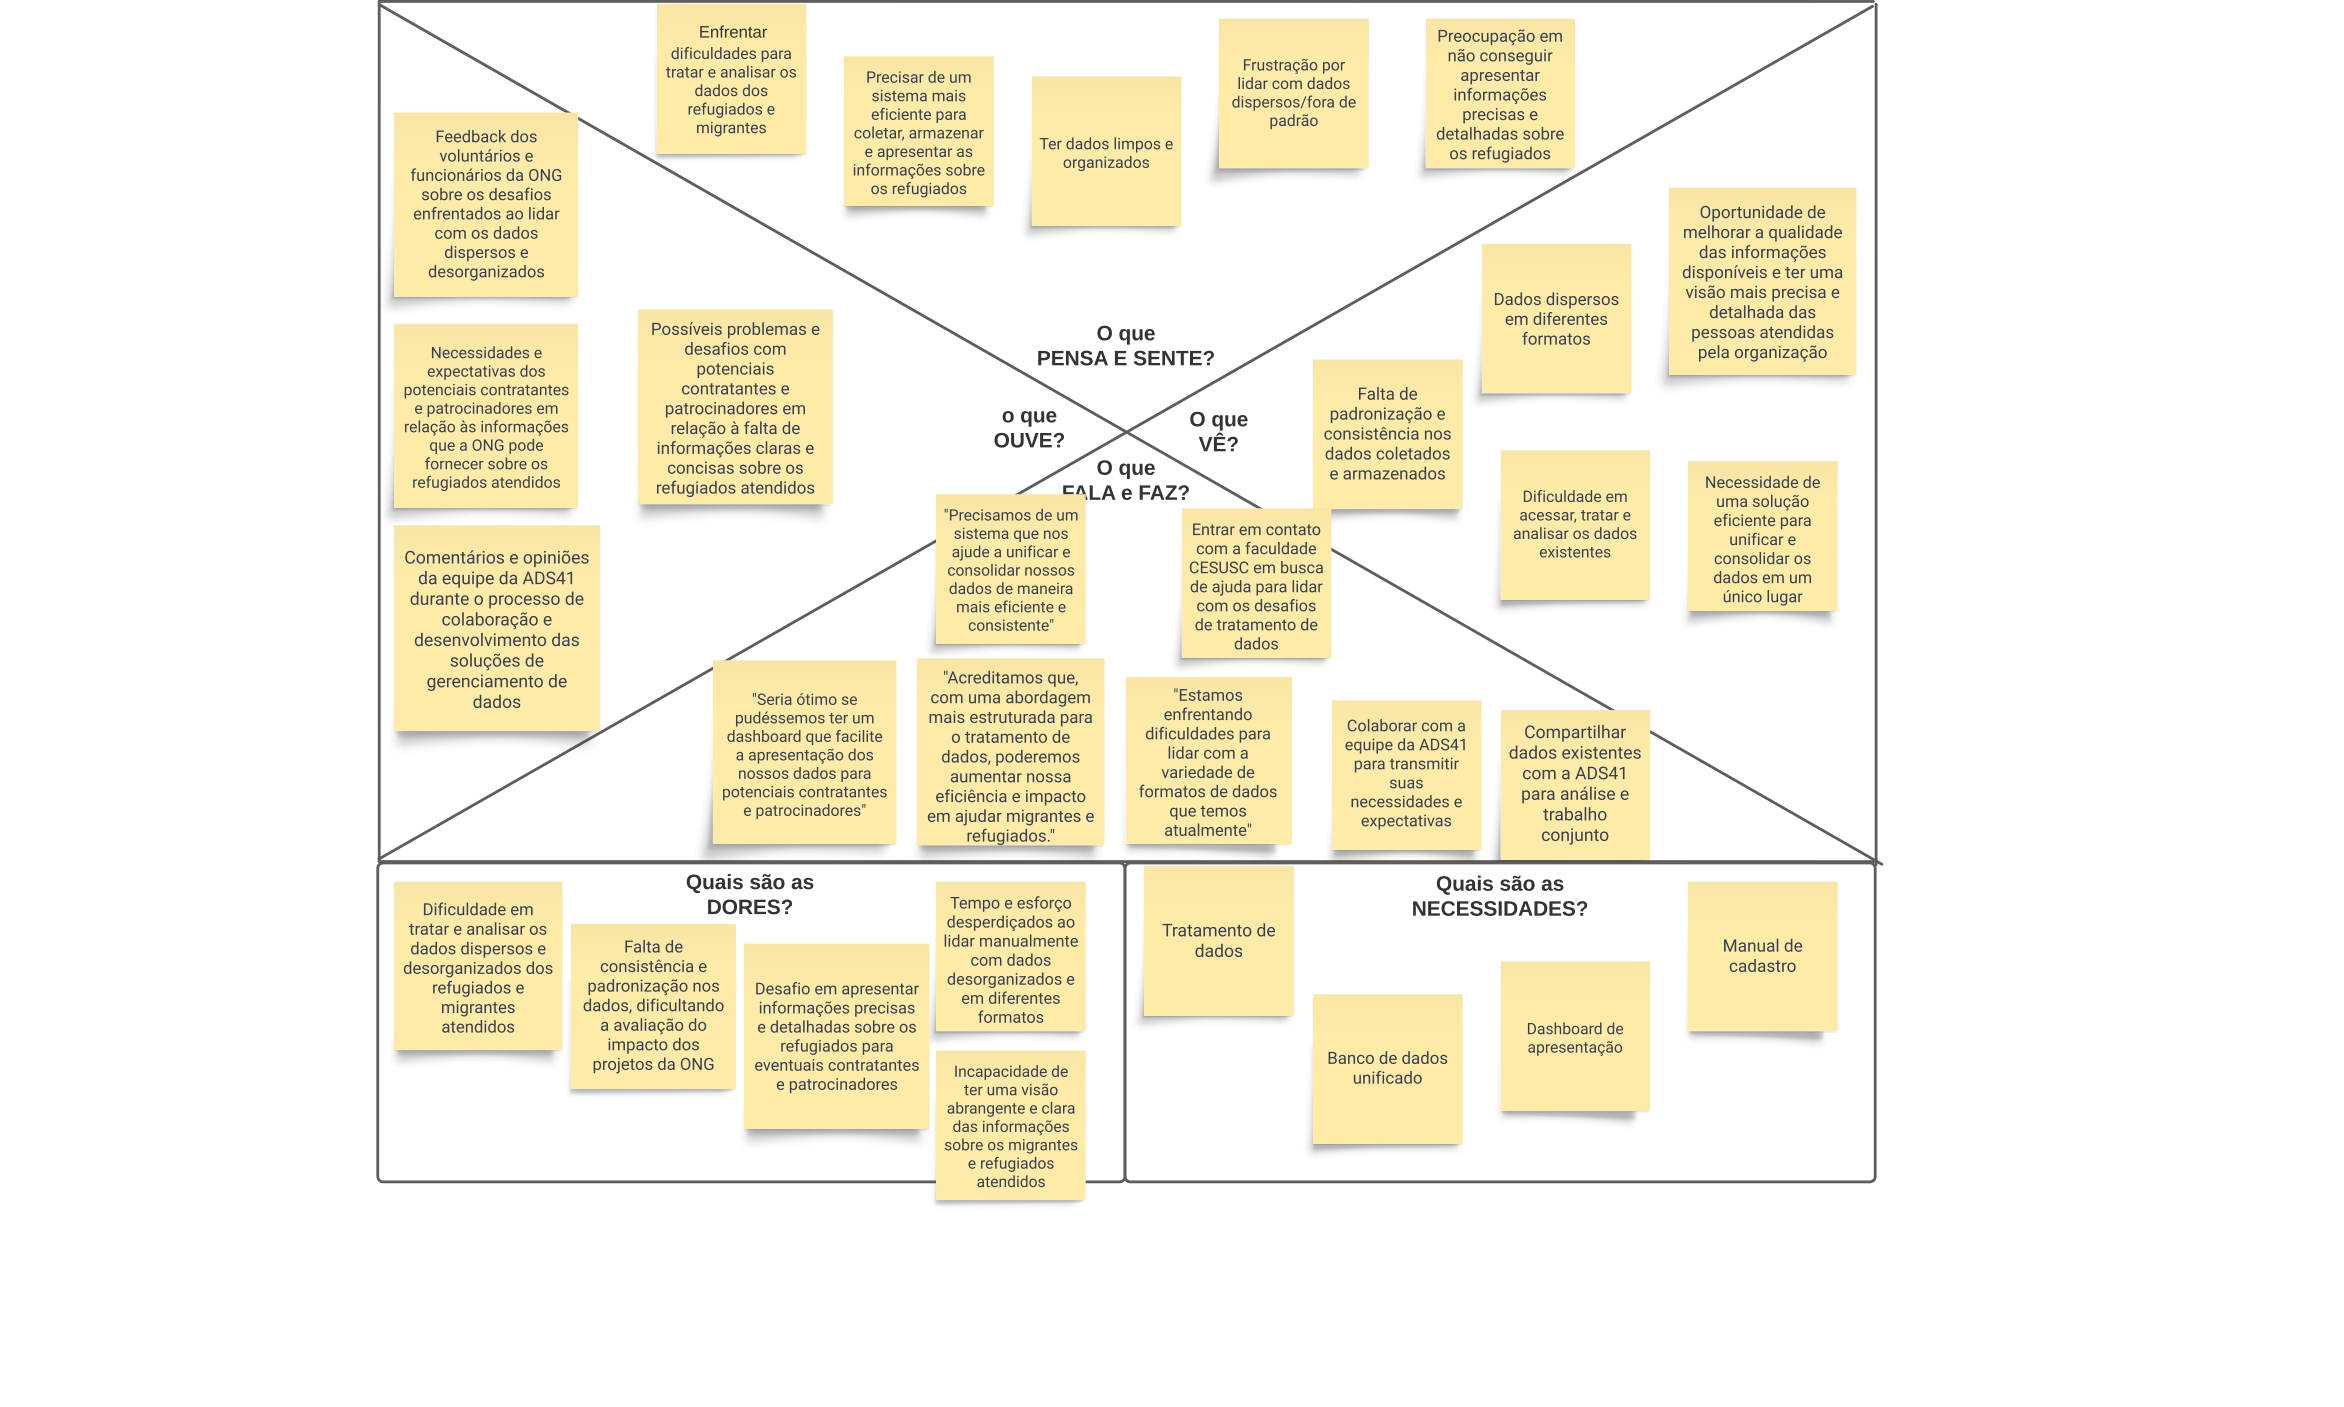 Enfrentar
dificuldades para
tratar e analisar os
dados dos
refugiados e
migrantes
Precisar de um
sistema mais
eficiente para
coletar, armazenar
e apresentar as
informações sobre
os refugiados
Ter dados limpos e
organizados
Frustração por
lidar com dados
dispersos/fora de
padrão
Preocupação em
não conseguir
apresentar
informações
precisas e
detalhadas sobre
os refugiados
O que
PENSA E SENTE?
Feedback dos
voluntários e
funcionários da ONG
sobre os desafios
enfrentados ao lidar
com os dados
dispersos e
desorganizados
Necessidades e
expectativas dos
potenciais contratantes
e patrocinadores em
relação às informações
que a ONG pode
fornecer sobre os
refugiados atendidos
Possíveis problemas e
desafios com
potenciais
contratantes e
patrocinadores em
relação à falta de
informações claras e
concisas sobre os
refugiados atendidos
Comentários e opiniões
da equipe da ADS41
durante o processo de
colaboração e
desenvolvimento das
soluções de
gerenciamento de
dados
o que
OUVE?
O que
VÊ?
Falta de
padronização e
consistência nos
dados coletados
e armazenados
Dados dispersos
em diferentes
formatos
Oportunidade de
melhorar a qualidade
das informações
disponíveis e ter uma
visão mais precisa e
detalhada das
pessoas atendidas
pela organização
Dificuldade em
acessar, tratar e
analisar os dados
existentes
Necessidade de
uma solução
eficiente para
unificar e
consolidar os
dados em um
único lugar
O que
FALA e FAZ?
"Precisamos de um
sistema que nos
ajude a unificar e
consolidar nossos
dados de maneira
mais eficiente e
consistente"
Entrar em contato
com a faculdade
CESUSC em busca
de ajuda para lidar
com os desafios
de tratamento de
dados
"Seria ótimo se
pudéssemos ter um
dashboard que facilite
a apresentação dos
nossos dados para
potenciais contratantes
e patrocinadores"
"Acreditamos que,
com uma abordagem
mais estruturada para
o tratamento de
dados, poderemos
aumentar nossa
eficiência e impacto
em ajudar migrantes e
refugiados."
"Estamos
enfrentando
dificuldades para
lidar com a
variedade de
formatos de dados
que temos
atualmente"
Colaborar com a
equipe da ADS41
para transmitir
suas
necessidades e
expectativas
Compartilhar
dados existentes
com a ADS41
para análise e
trabalho
conjunto
Quais são as
DORES?
Dificuldade em
tratar e analisar os
dados dispersos e
desorganizados dos
refugiados e
migrantes
atendidos
Falta de
consistência e
padronização nos
dados, dificultando
a avaliação do
impacto dos
projetos da ONG
Desafio em apresentar
informações precisas
e detalhadas sobre os
refugiados para
eventuais contratantes
e patrocinadores
Tempo e esforço
desperdiçados ao
lidar manualmente
com dados
desorganizados e
em diferentes
formatos
Incapacidade de
ter uma visão
abrangente e clara
das informações
sobre os migrantes
e refugiados
atendidos
Quais são as
NECESSIDADES?
Tratamento de
dados
Banco de dados
unificado
Dashboard de
apresentação
Manual de
cadastro